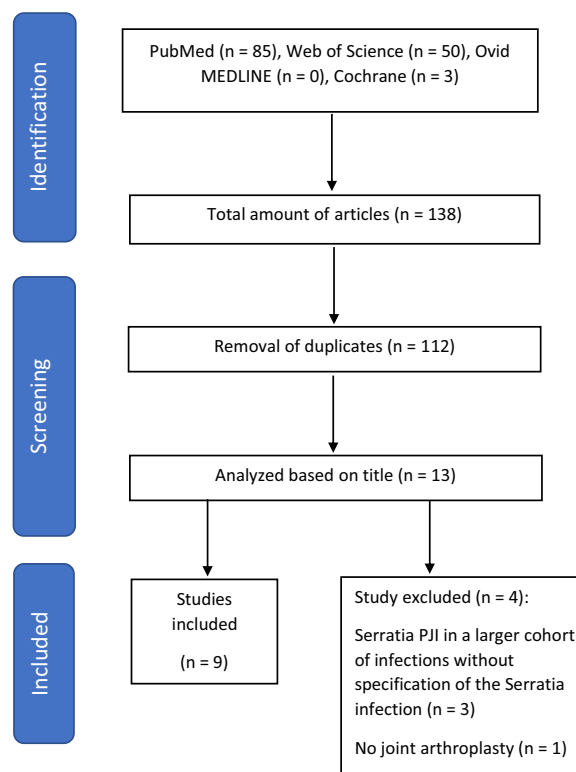 Identification
PubMed (n = 85), Web of Science (n = 50), Ovid
MEDLINE (n = 0), Cochrane (n = 3)
Total amount of articles (n = 138)
Screening
Removal of duplicates (n = 112)
Analyzed based on title (n = 13)
Included
Studies
included
(n = 9)
Study excluded (n = 4):
Serratia PJI in a larger cohort
of infections without
specification of the Serratia
infection (n = 3)
No joint arthroplasty (n = 1)